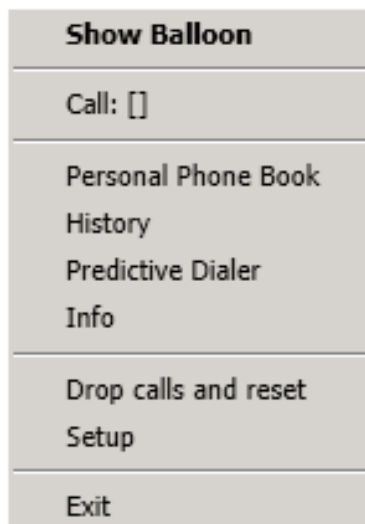 Show Balloon
Call: []
Personal Phone Book
History
Predictive Dialer
Info
Drop calls and reset
Setup
Exit